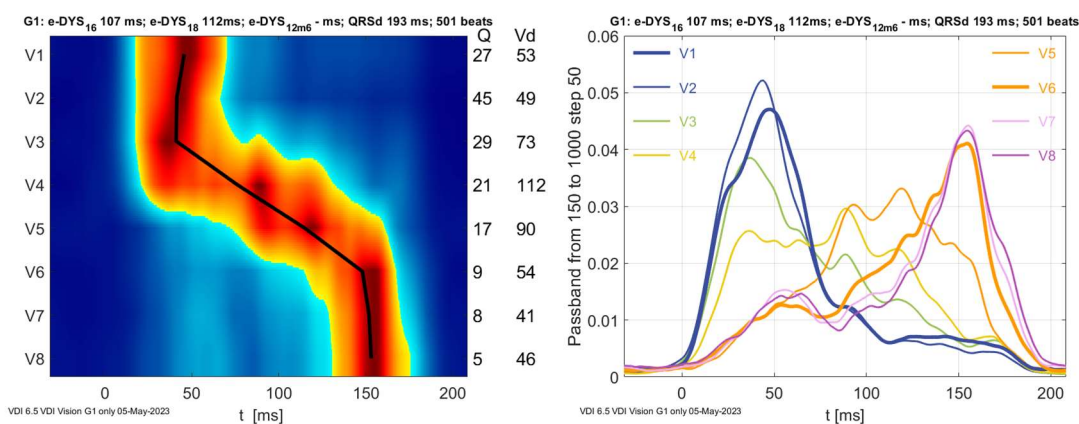 G1: e-DYS16 107 ms; e-DYS18 112ms; e-DYS12m6 - ms; QRSd 193 ms; 501 beats
Q Vd
V1 27 53
V2 45 49
V3 29 73
V4 21 112
V5 17 90
V6 9 54
V7 8 41
V8 5 46
0 50 100 150 200
t [ms]
VDI 6.5 VDI Vision G1 only 05-May-2023
G1: e-DYS16 107 ms; e-DYS18 112ms; e-DYS12m6 - ms; QRSd 193 ms; 501 beats
Passband from 150 to 1000 step 50
0.06
0.05
0.04
0.03
0.02
0.01
0
V1 V5
V2 V6
V3 V7
V4 V8
0 50 100 150 200
t [ms]
VDI 6.5 VDI Vision G1 only 05-May-2023